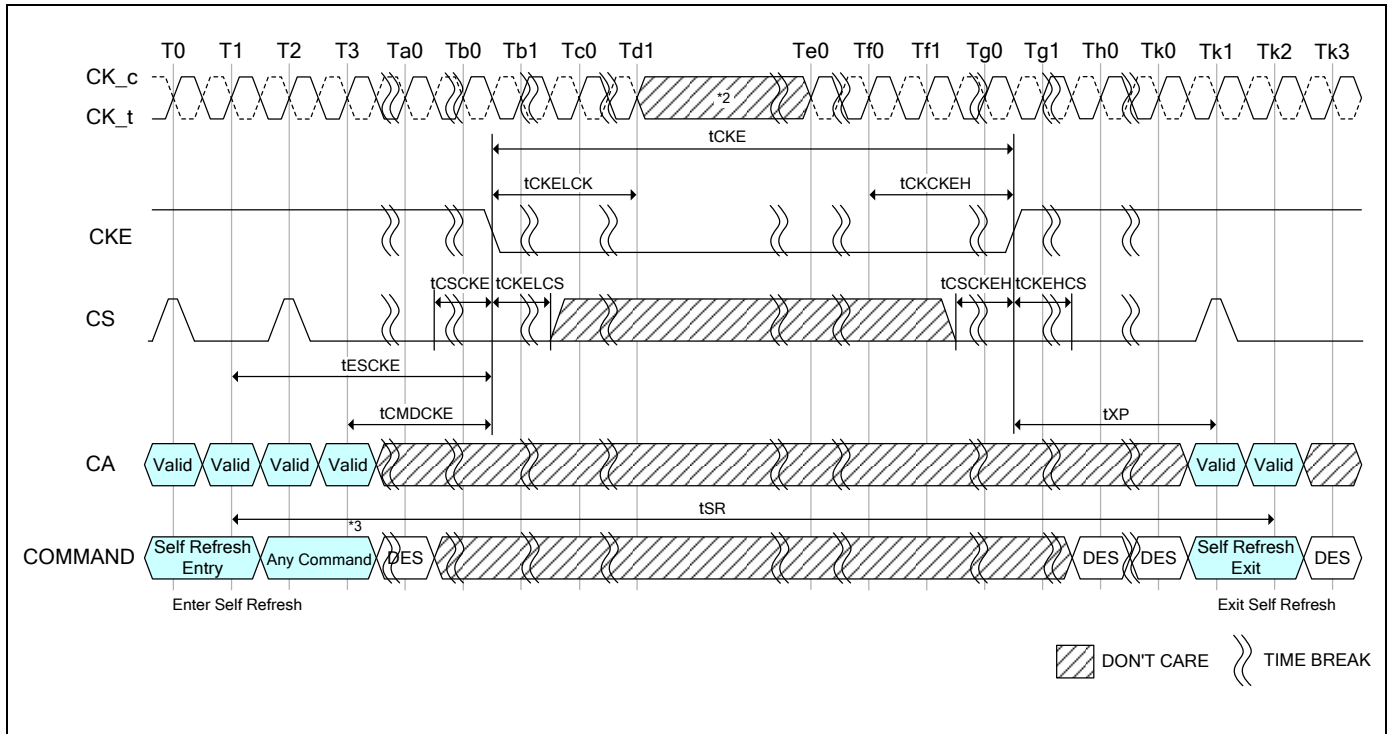 T0 T1 T2 T3 Ta0 Tb0 Tb1 Tc0 Td1 Te0 Tf0 Tf1 Tg0 Tg1 Th0 Tk0 Tk1 Tk2 Tk3
CK_c
CK_t
*2
tCKE
tCKELCK tCKCKEH
CKE
tCSCKE tCKELCS tCSCKEH tCKEHCS
CS
tESCKE
tCMDCKE tXP
CA Valid Valid Valid Valid Valid Valid
tSR
*3
COMMAND Self Refresh Entry Any Command DES DES DES Self Refresh Exit DES
Enter Self Refresh Exit Self Refresh
DON'T CARE TIME BREAK